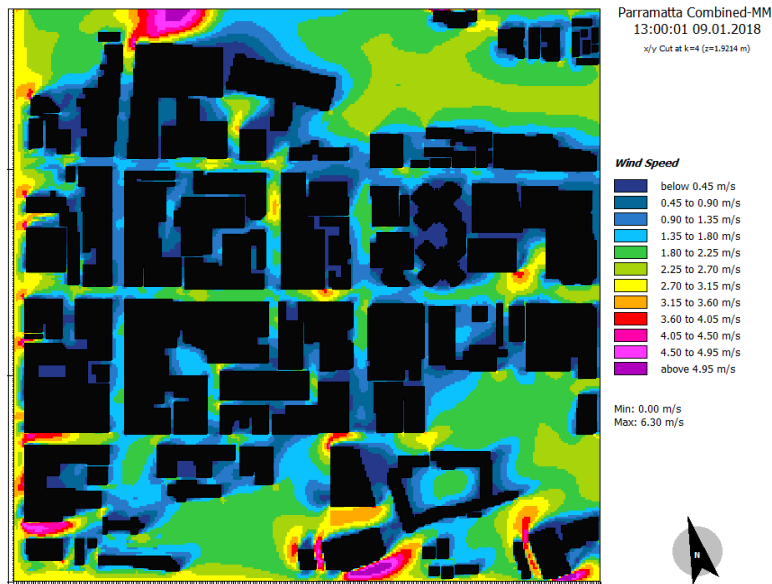 Parramatta Combined-MM
13:00:01 09.01.2018
x/y Cut at k=4 (z=1.9214 m)
Wind Speed
below 0.45 m/s
0.45 to 0.90 m/s
0.90 to 1.35 m/s
1.35 to 1.80 m/s
1.80 to 2.25 m/s
2.25 to 2.70 m/s
2.70 to 3.15 m/s
3.15 to 3.60 m/s
3.60 to 4.05 m/s
4.05 to 4.50 m/s
4.50 to 4.95 m/s
above 4.95 m/s
Min: 0.00 m/s
Max: 6.30 m/s
N